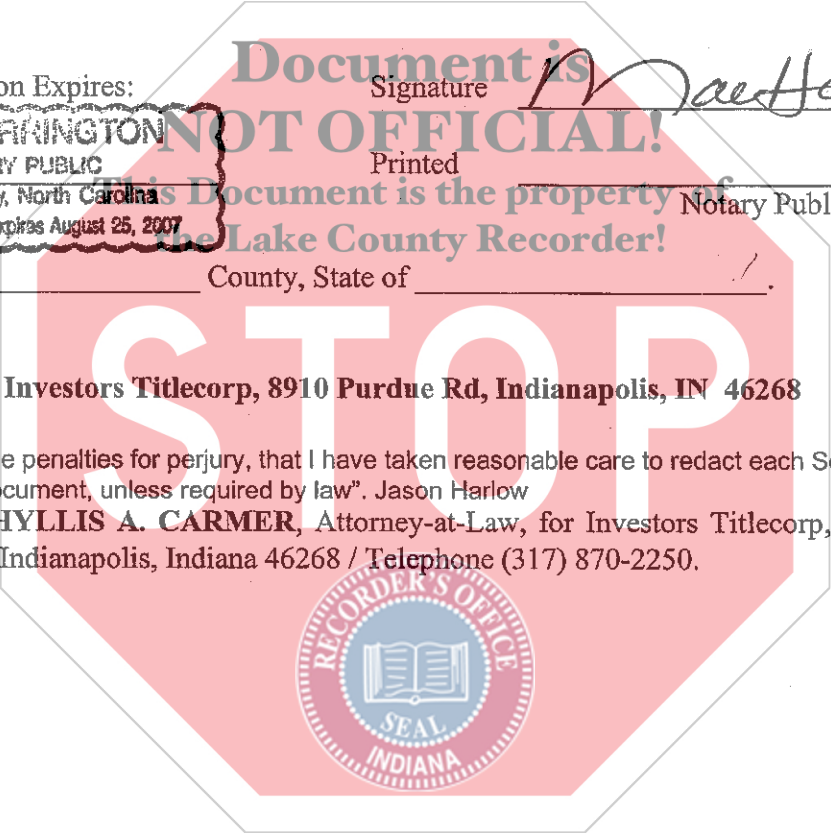 Document is
on Expires: Signature
RRINGTON
NOT OFFICIAL!
RY PUBLIC Printed
y, North Carolina
This Document is the property of
Notary Publ
xpires August 25, 2007
the Lake County Recorder!
County, State of .
STOP
Investors Titlecorp, 8910 Purdue Rd, Indianapolis, IN 46268
e penalties for perjury, that I have taken reasonable care to redact each S
ocument, unless required by law". Jason Harlow
HYLLIS A. CARMER, Attorney-at-Law, for Investors Titlecorp,
Indianapolis, Indiana 46268 / Telephone (317) 870-2250.
RECORDER'S OFFICE
SEAL
INDIANA